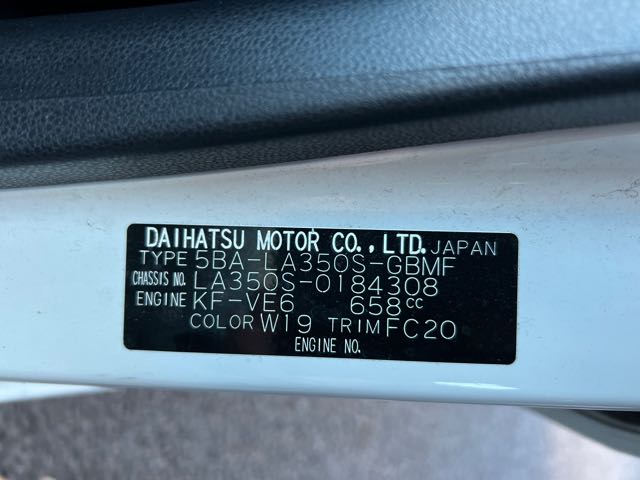 DAIHATSU MOTOR CO., LTD. JAPAN
TYPE 5BA-LA350S-GBMF
CHASSIS NO. LA350S-0184308
ENGINE KF-VE6 658cc
COLOR W19 TRIM FC20
ENGINE NO.